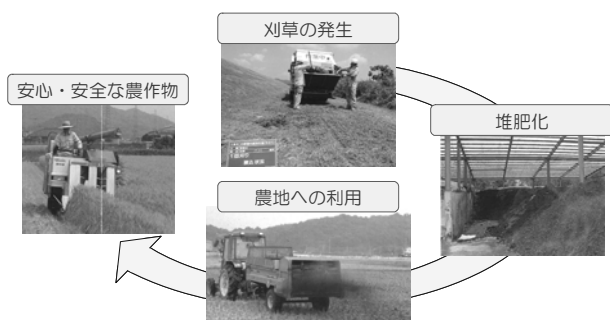 刈草の発生
安心・安全な農作物
堆肥化
農地への利用